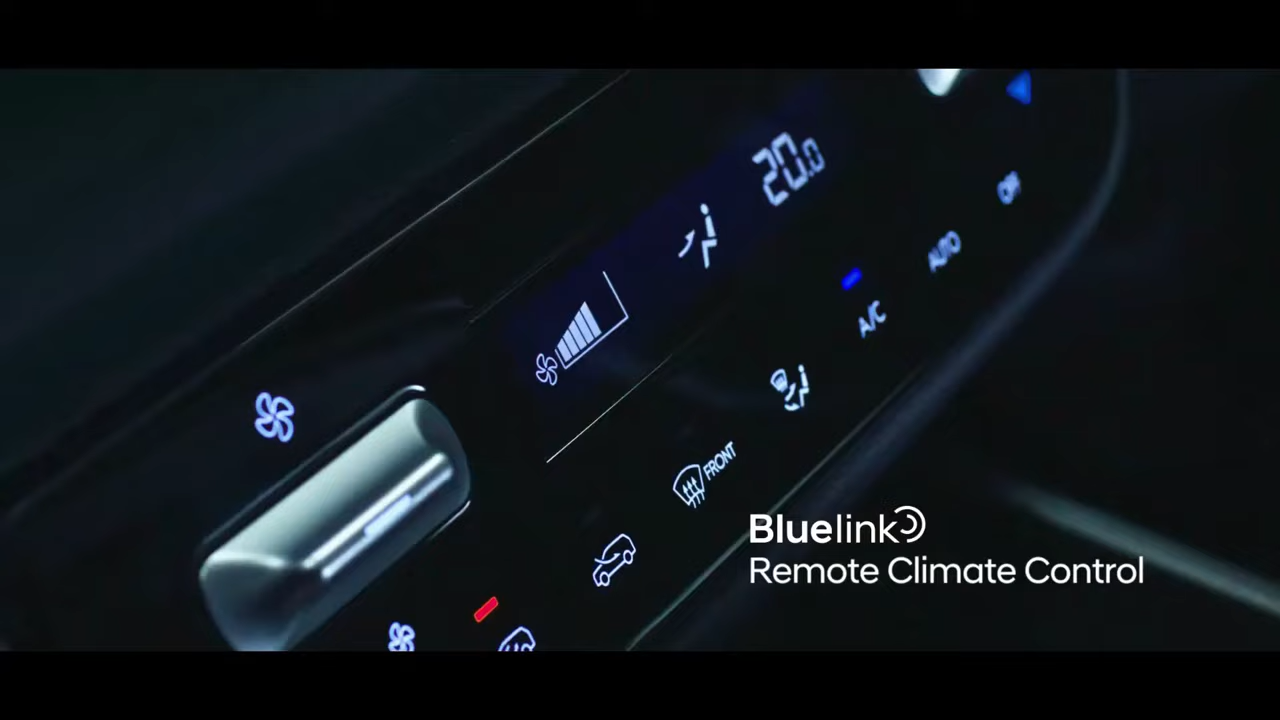 20.0
OFF
AUTO
A/C
FRONT
Bluelink
Remote Climate Control